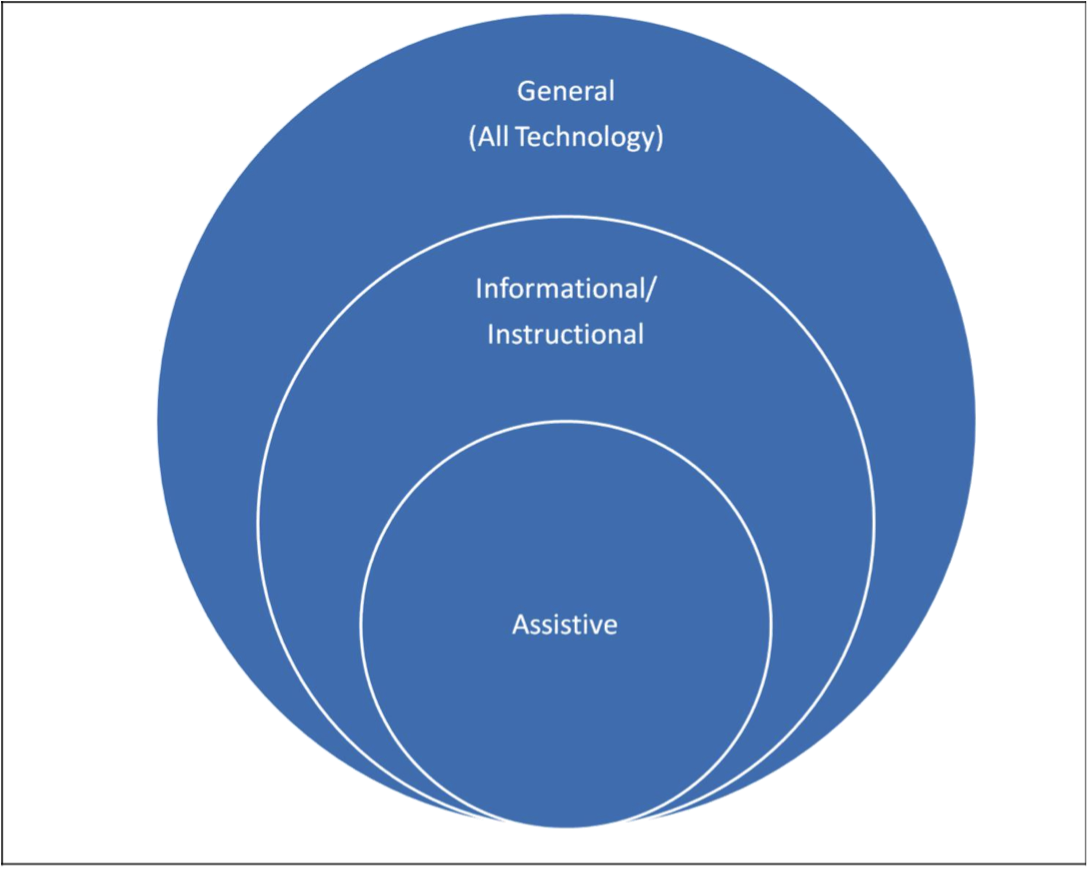 General
(All Technology)
Informational/
Instructional
Assistive